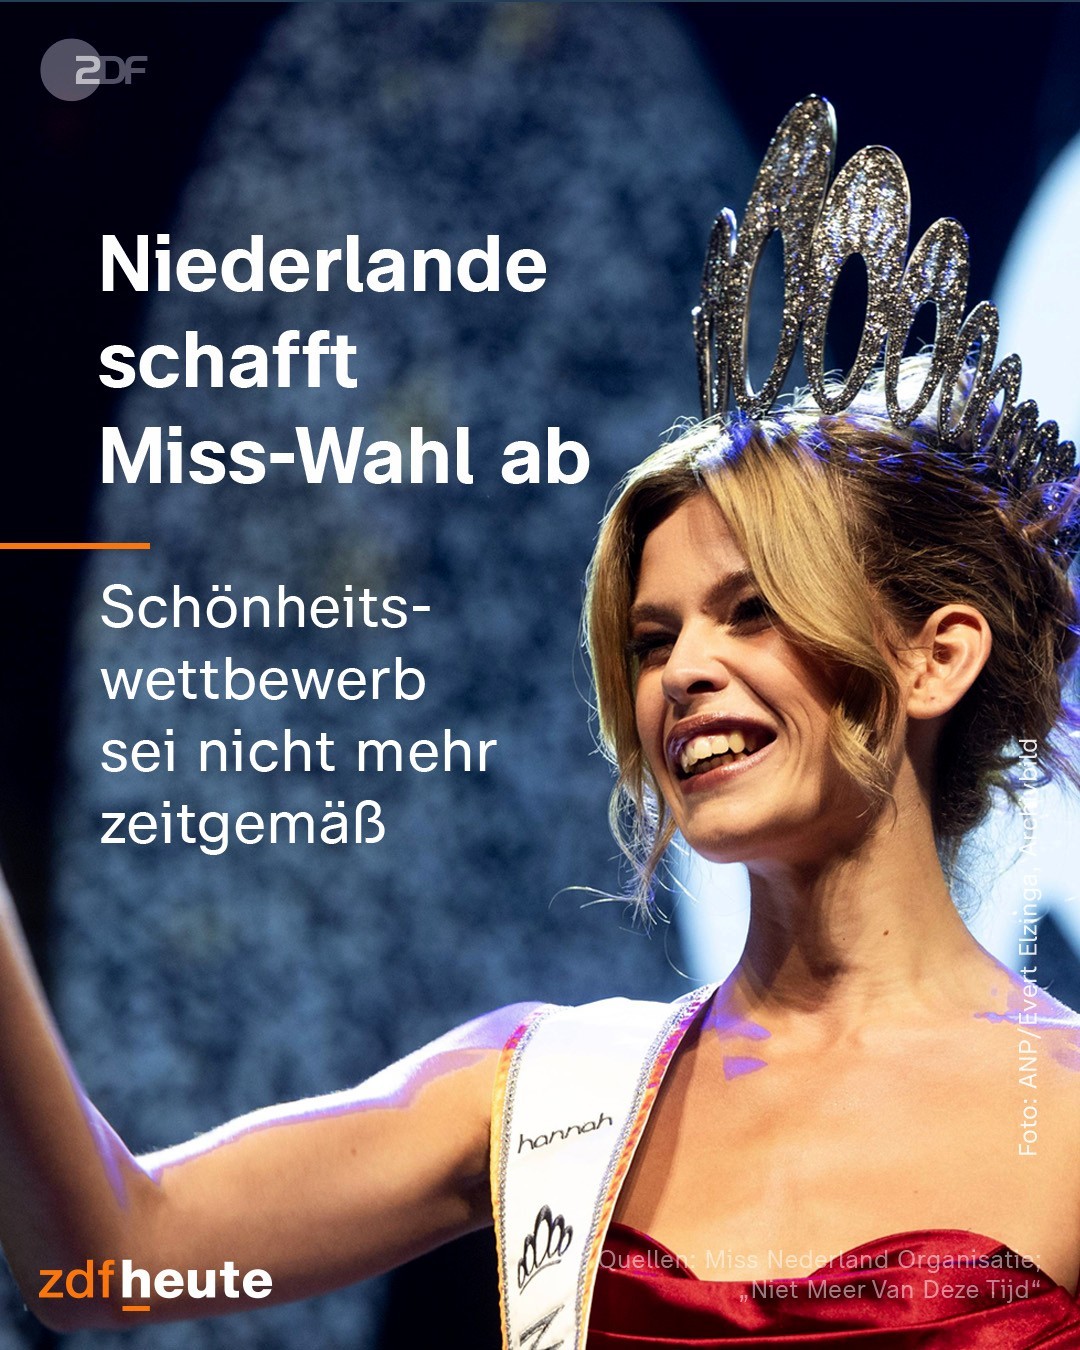 ZDF
Niederlande
schafft
Miss-Wahl ab
Schönheits-
wettbewerb
sei nicht mehr
zeitgemäß
Foto: ANP/Evert Elzinga, Archivbild
hannah
N
zdfheute
Quellen: Miss Nederland Organisatie;
„Niet Meer Van Deze Tijd“